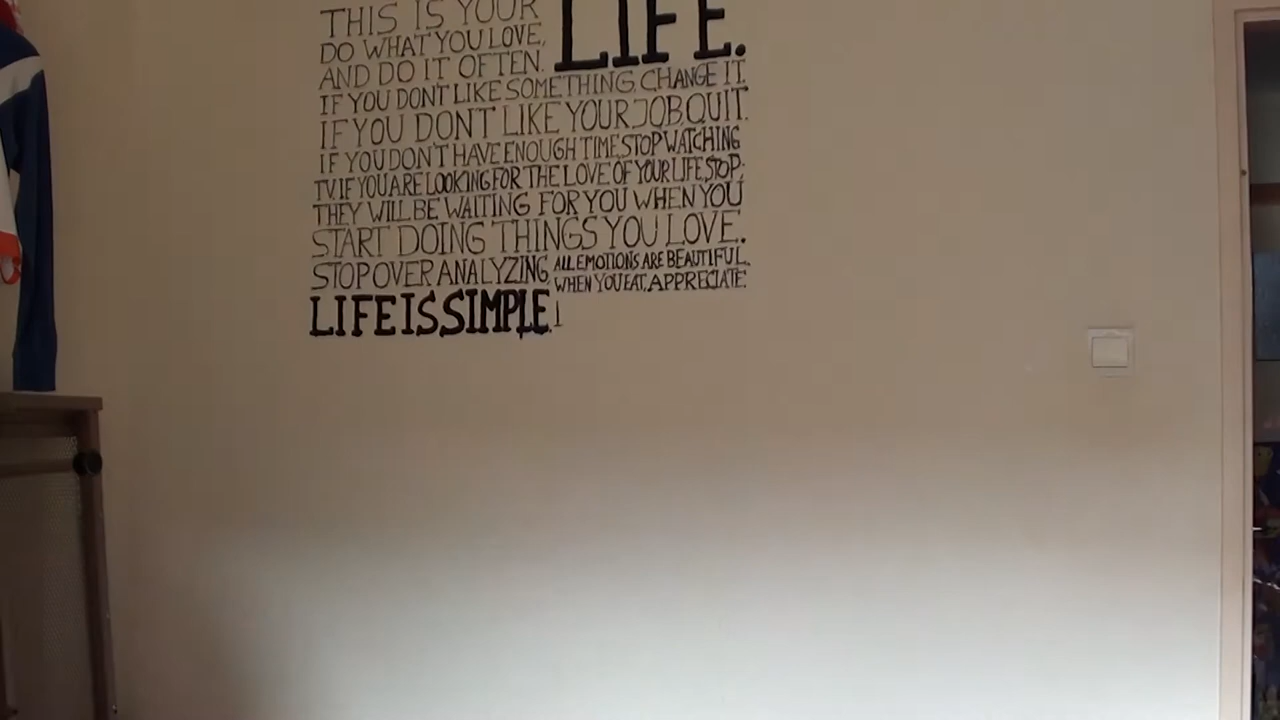 THIS IS YOUR LIFE.
DO WHAT YOU LOVE,
AND DO IT OFTEN.
IF YOU DONT LIKE SOMETHING, CHANGE IT.
IF YOU DONT LIKE YOUR JOB, QUIT.
IF YOU DON'T HAVE ENOUGH TIME, STOP WATCHING
TV. IF YOU ARE LOOKING FOR THE LOVE OF YOUR LIFE, STOP;
THEY WILL BE WAITING FOR YOU WHEN YOU
START DOING THINGS YOU LOVE.
STOP OVER ANALYZING, ALL EMOTIONS ARE BEAUTIFUL.
WHEN YOU EAT, APPRECIATE
LIFE IS SIMPLE.